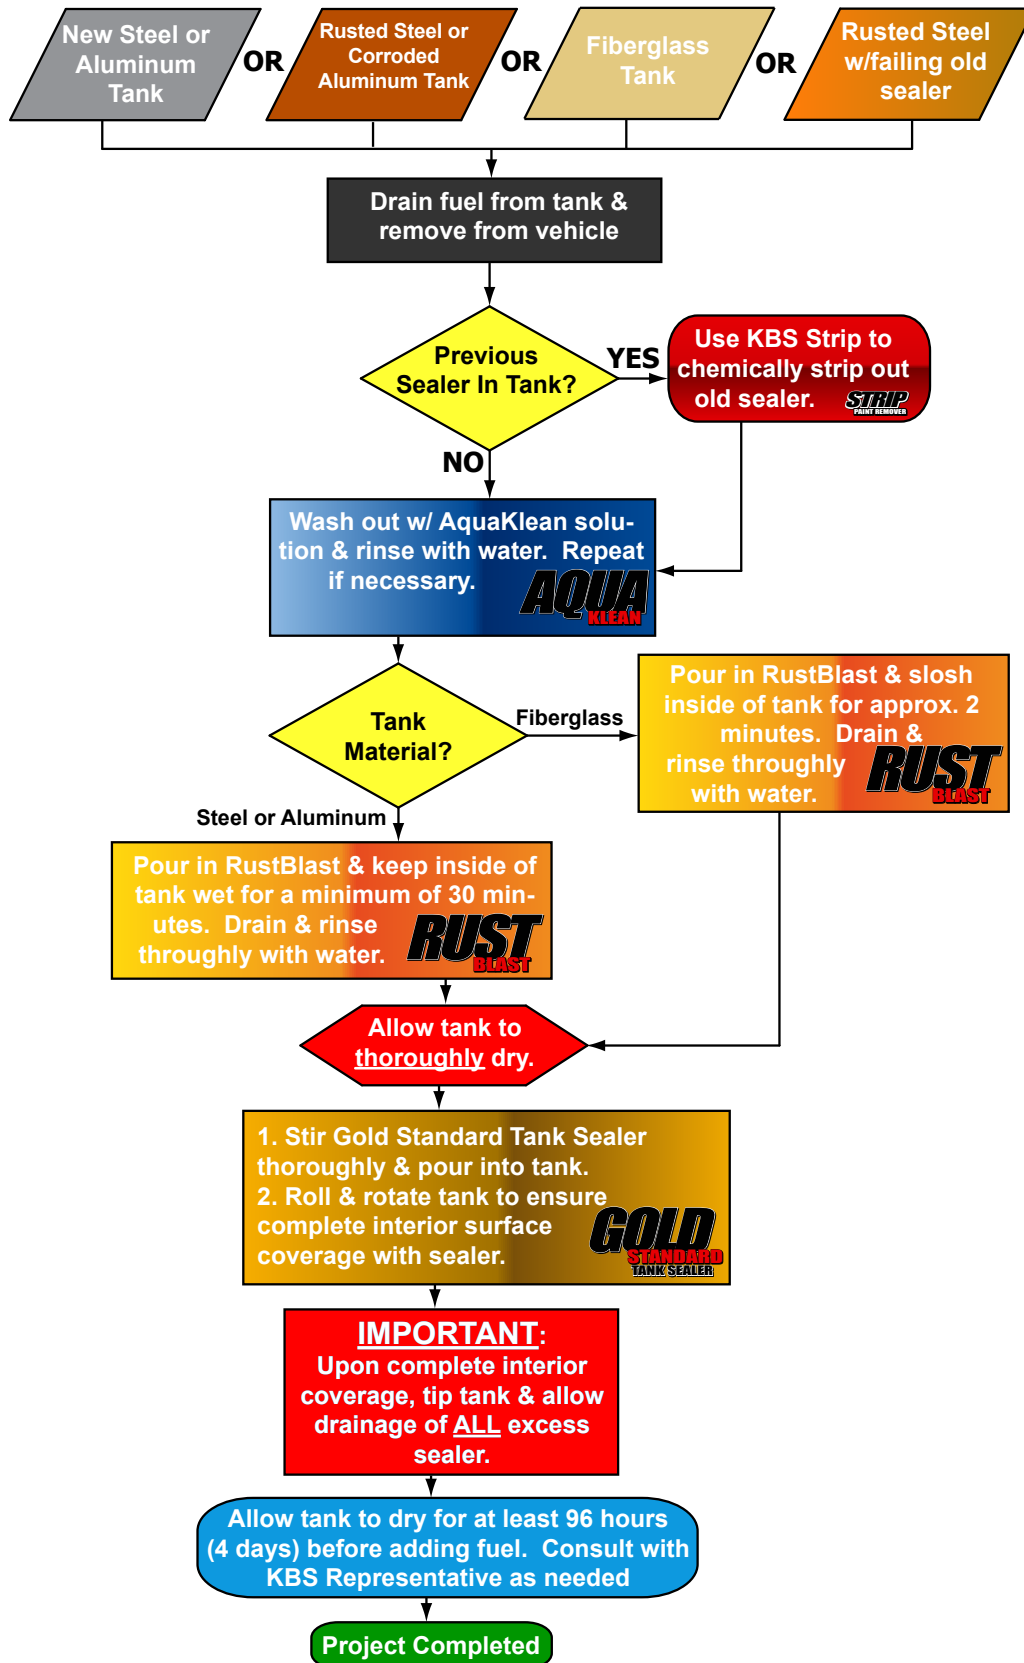 New Steel or
Aluminum
Tank
OR
Rusted Steel or
Corroded
Aluminum Tank
OR
Fiberglass
Tank
OR
Rusted Steel
w/failing old
sealer
Drain fuel from tank &
remove from vehicle
Previous
Sealer In Tank?
YES
Use KBS Strip to
chemically strip out
old sealer.
STRIP
PAINT REMOVER
NO
Wash out w/ AquaKlean solu-
tion & rinse with water.  Repeat
if necessary.
AQUA
KLEAN
Tank
Material?
Fiberglass
Pour in RustBlast & slosh
inside of tank for approx. 2
minutes.  Drain &
rinse throughly
with water.
RUST
BLAST
Steel or Aluminum
Pour in RustBlast & keep inside of
tank wet for a minimum of 30 min-
utes.  Drain & rinse
throughly with water.
RUST
BLAST
Allow tank to
thoroughly dry.
1. Stir Gold Standard Tank Sealer
thoroughly & pour into tank.
2. Roll & rotate tank to ensure
complete interior surface
coverage with sealer.
GOLD
STANDARD
TANK SEALER
IMPORTANT:
Upon complete interior
coverage, tip tank & allow
drainage of ALL excess
sealer.
Allow tank to dry for at least 96 hours
(4 days) before adding fuel.  Consult with
KBS Representative as needed
Project Completed